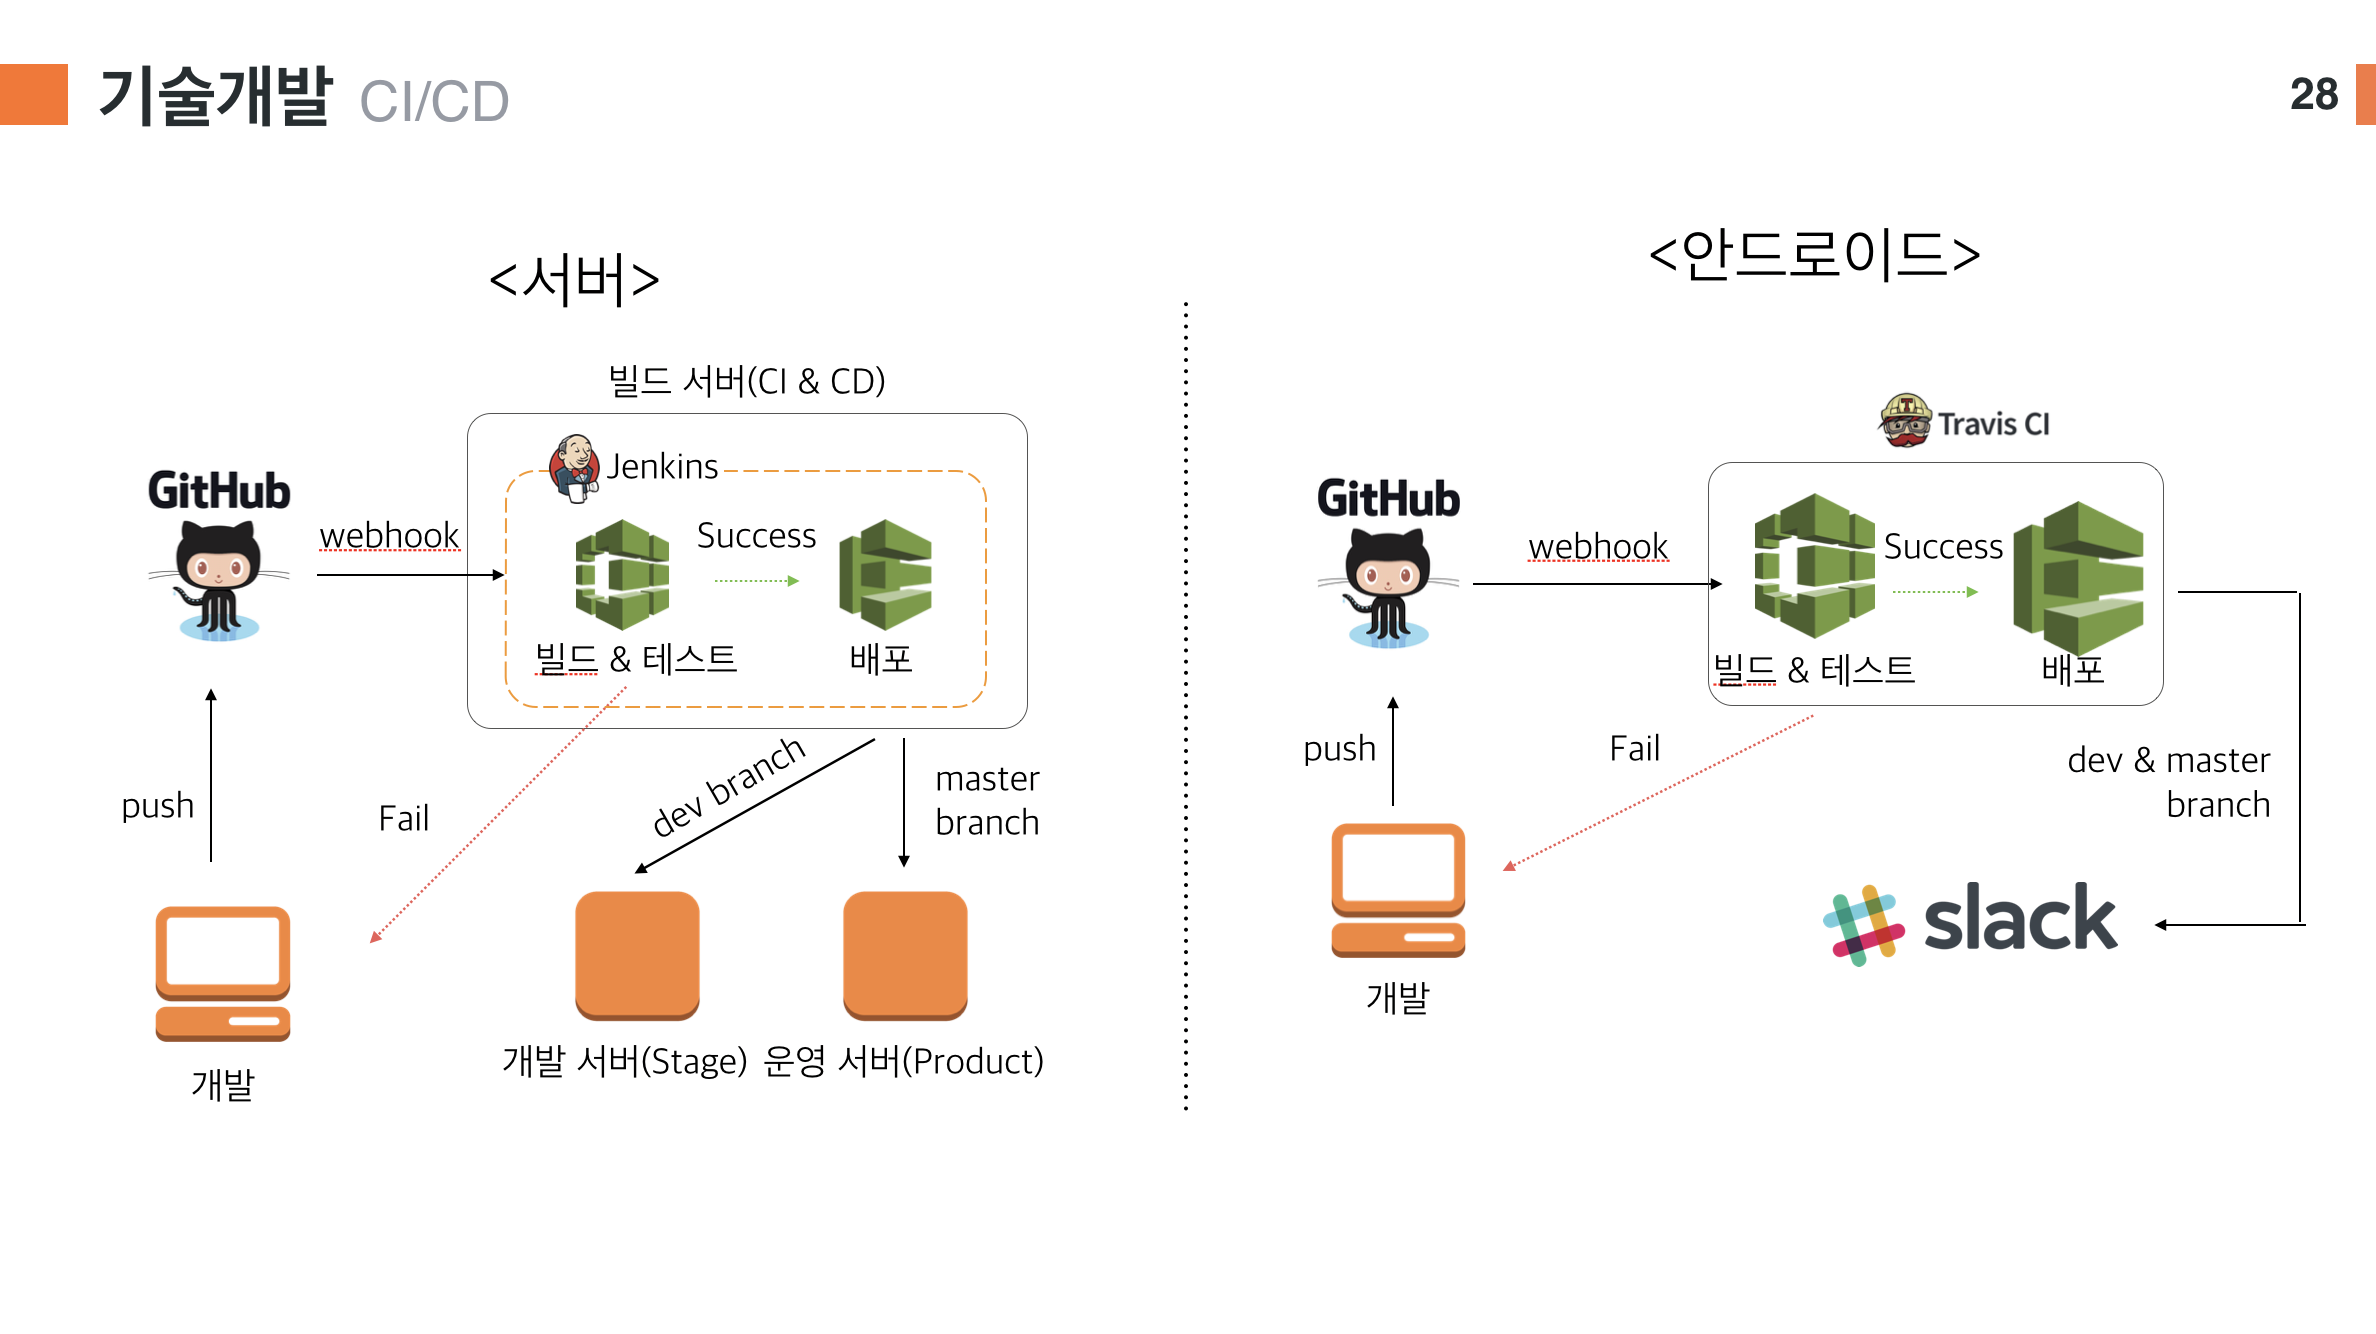 기술개발 CI/CD
28
<서버>
빌드 서버(CI & CD)
Jenkins
GitHub
webhook
Success
빌드 & 테스트
배포
push
Fail
dev branch
master
branch
개발
개발 서버(Stage)
운영 서버(Product)
<안드로이드>
Travis CI
GitHub
webhook
Success
빌드 & 테스트
배포
push
Fail
dev & master
branch
slack
개발